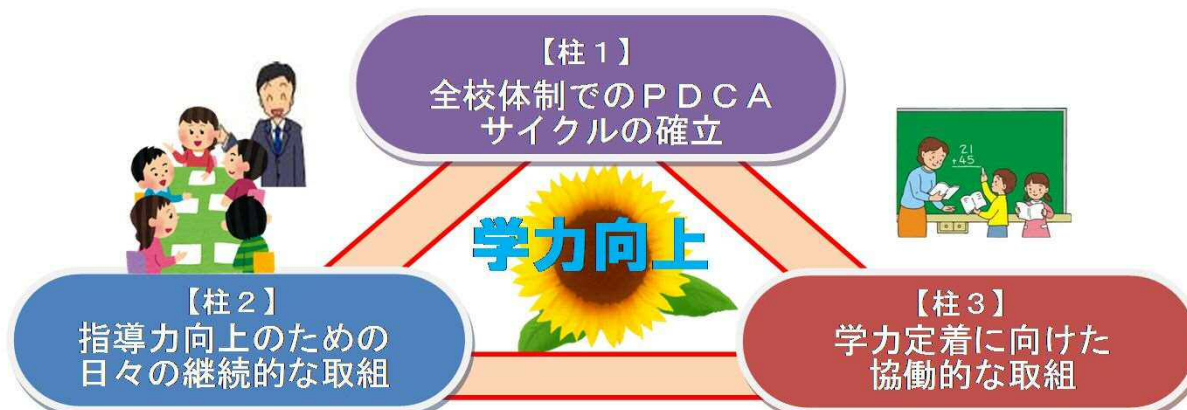 【柱１】
全校体制でのＰＤＣＡ
サイクルの確立
21
+45
学力向上
【柱２】
指導力向上のための
日々の継続的な取組
【柱３】
学力定着に向けた
協働的な取組